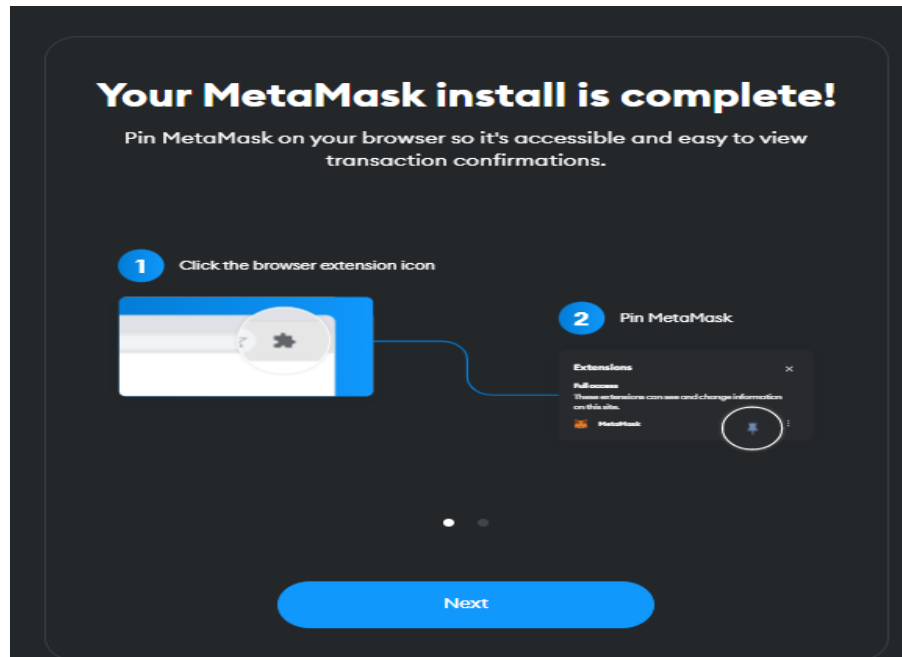 Your MetaMask install is complete!
Pin MetaMask on your browser so it's accessible and easy to view
transaction confirmations.
1 Click the browser extension icon
2 Pin MetaMask
Extensions
Full access
These extensions can see and change information
on this site.
MetaMask
Next